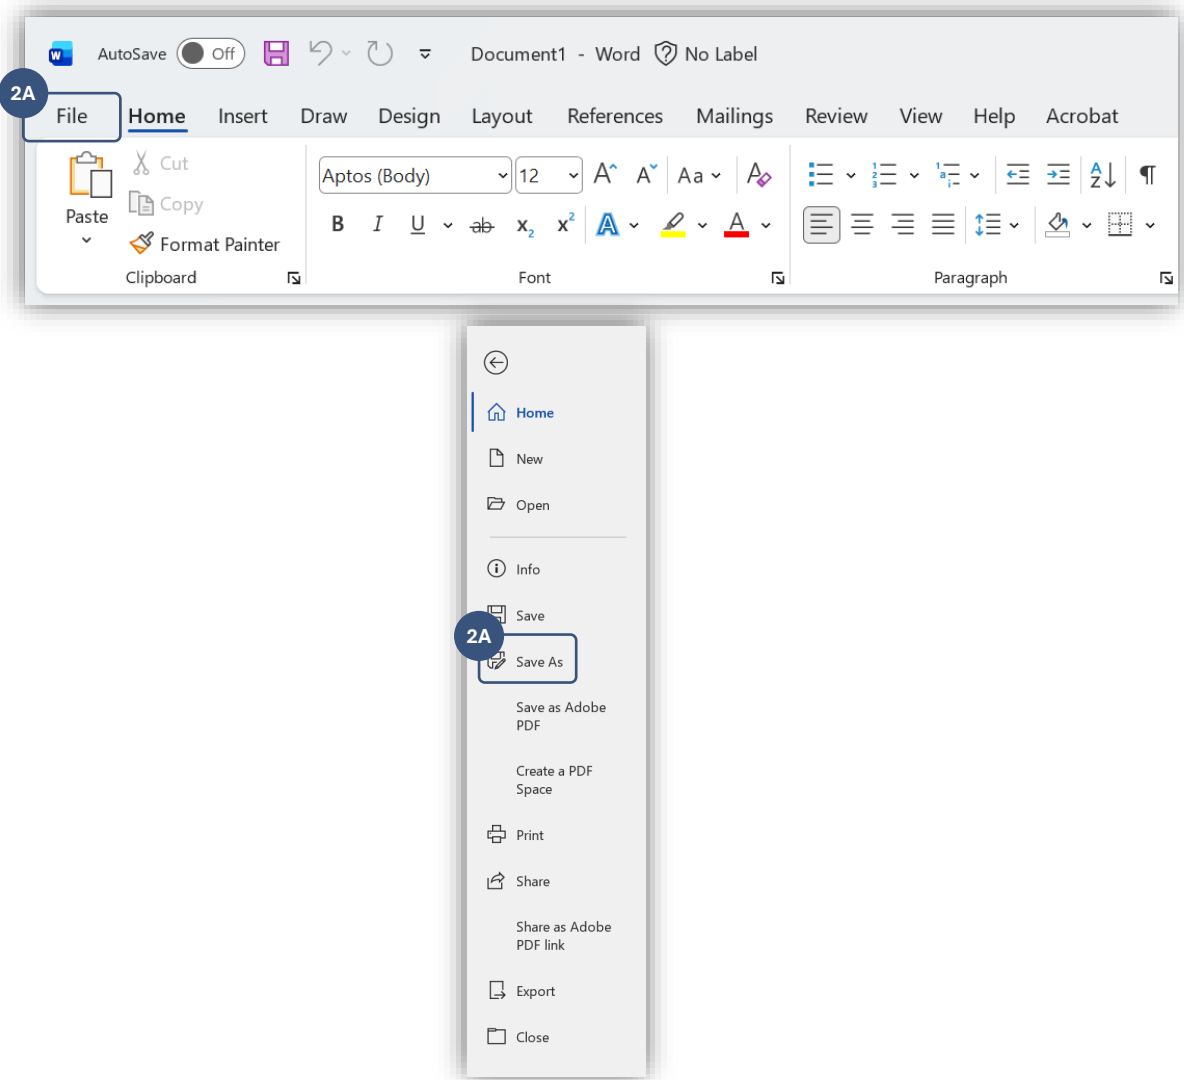 AutoSave Off Document1 - Word No Label
2A
File Home Insert Draw Design Layout References Mailings Review View Help Acrobat
Paste
Cut
Copy
Format Painter
Clipboard
Aptos (Body) 12 A A Aa A
B I U ab x2 x2 A A
Font
Paragraph
Home
New
Open
Info
Save
2A
Save As
Save as Adobe
PDF
Create a PDF
Space
Print
Share
Share as Adobe
PDF link
Export
Close